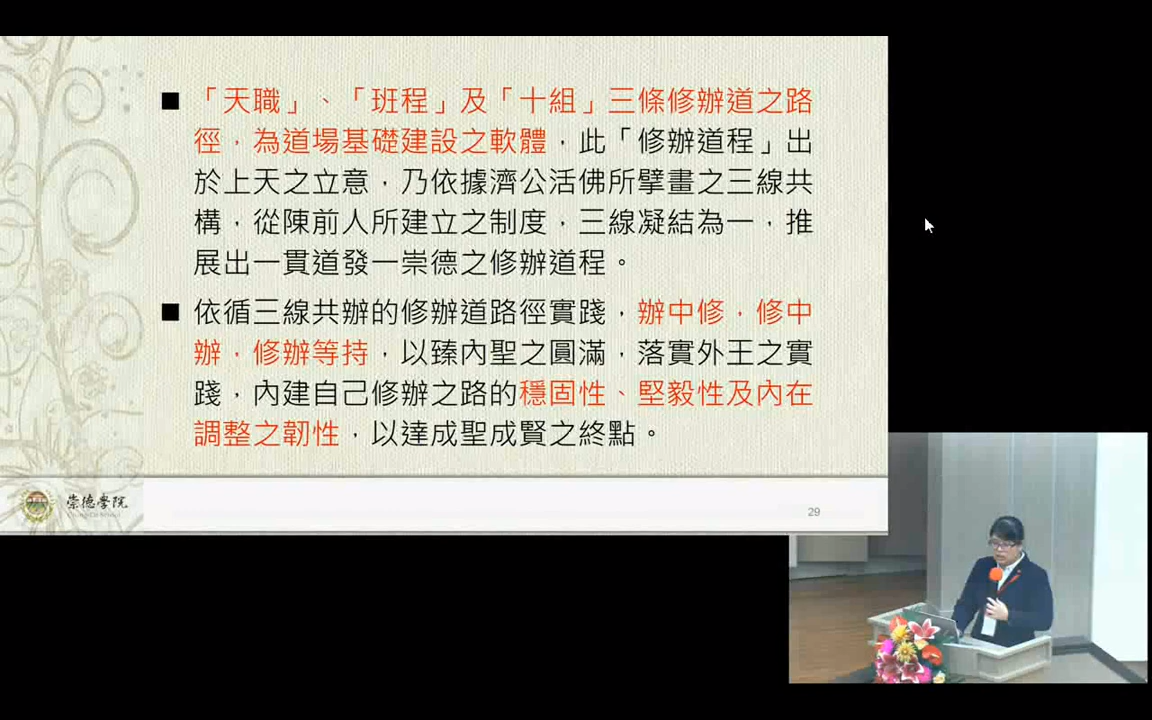 ■ 「天職」、「班程」及「十組」三條修辦道之路
徑，為道場基礎建設之軟體，此「修辦道程」出
於上天之立意，乃依據濟公活佛所擘畫之三線共
構，從陳前人所建立之制度，三線凝結為一，推
展出一貫道發一崇德之修辦道程。
■ 依循三線共辦的修辦道路徑實踐，辦中修，修中
辦，修辦等持，以臻內聖之圓滿，落實外王之實
踐，內建自己修辦之路的穩固性、堅毅性及內在
調整之韌性，以達成聖成賢之終點。
崇德學院
29